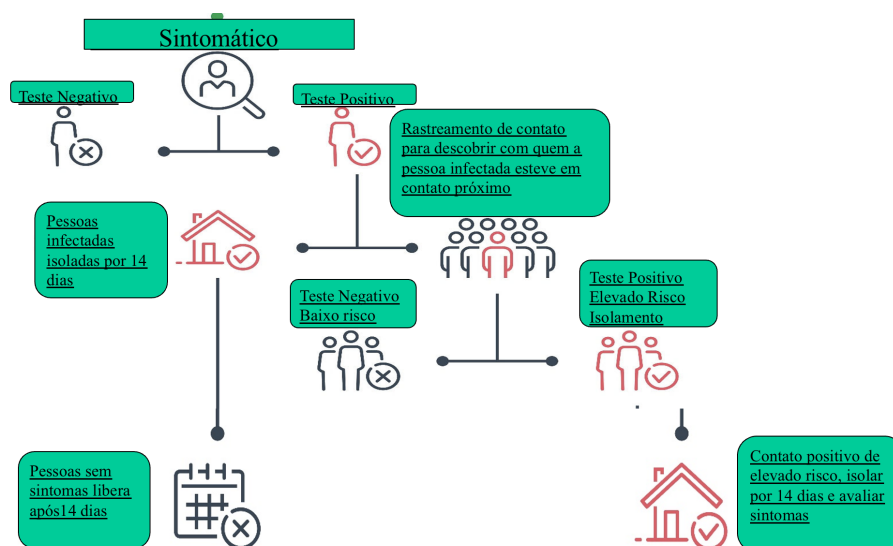 Sintomático
Teste Negativo
Teste Positivo
Rastreamento de contato
para descobrir com quem a
pessoa infectada esteve em
contato próximo
Pessoas
infectadas
isoladas por 14
dias
Teste Negativo
Baixo risco
Teste Positivo
Elevado Risco
Isolamento
Pessoas sem
sintomas libera
após14 dias
Contato positivo de
elevado risco, isolar
por 14 dias e avaliar
sintomas